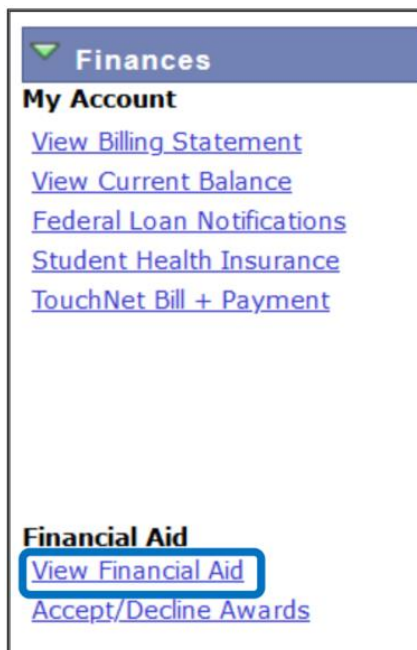 Finances
My Account
View Billing Statement
View Current Balance
Federal Loan Notifications
Student Health Insurance
TouchNet Bill + Payment
Financial Aid
View Financial Aid
Accept/Decline Awards